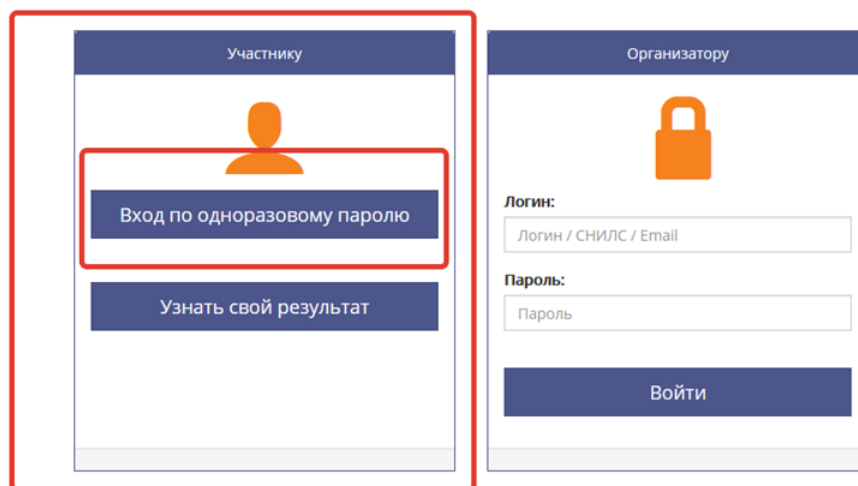 Участнику
Вход по одноразовому паролю
Узнать свой результат
Организатору
Логин:
Логин / СНИЛС / Email
Пароль:
Пароль
Войти